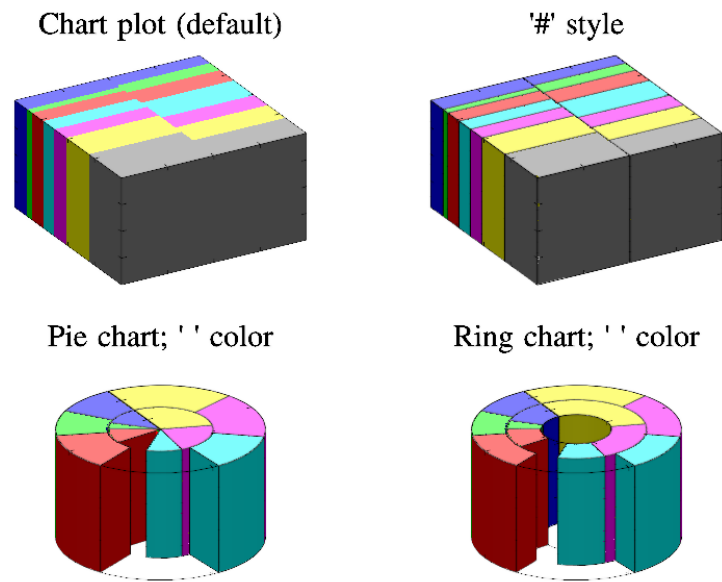 Chart plot (default)
'#' style
Pie chart; ' ' color
Ring chart; ' ' color